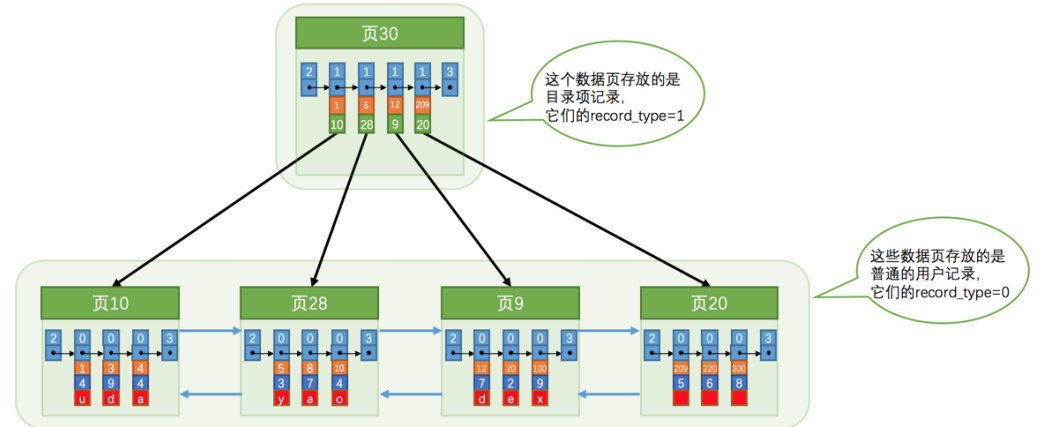 页30
2 1 1 1 1 3
1 5 12 209
10 28 9 20
这个数据页存放的是
目录项记录,
它们的record_type=1
这些数据页存放的是
普通的用户记录,
它们的record_type=0
页10
2 0 0 0 3
1 3 4
4 9 4
u d a
页28
2 0 0 0 3
5 8 10
3 7 4
y a o
页9
2 0 0 0 3
12 20 100
7 2 9
d e x
页20
2 0 0 0 3
209 220 300
5 6 8